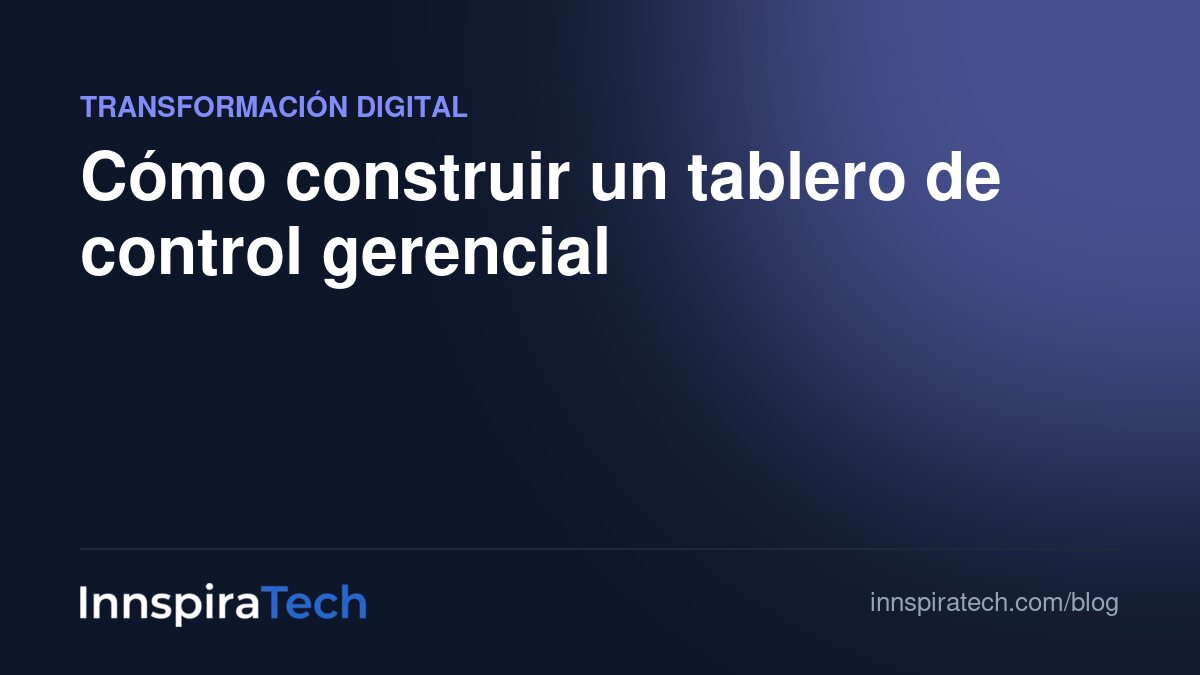 TRANSFORMACIÓN DIGITAL
Cómo construir un tablero de
control gerencial
InnspiraTech
innspiratech.com/blog